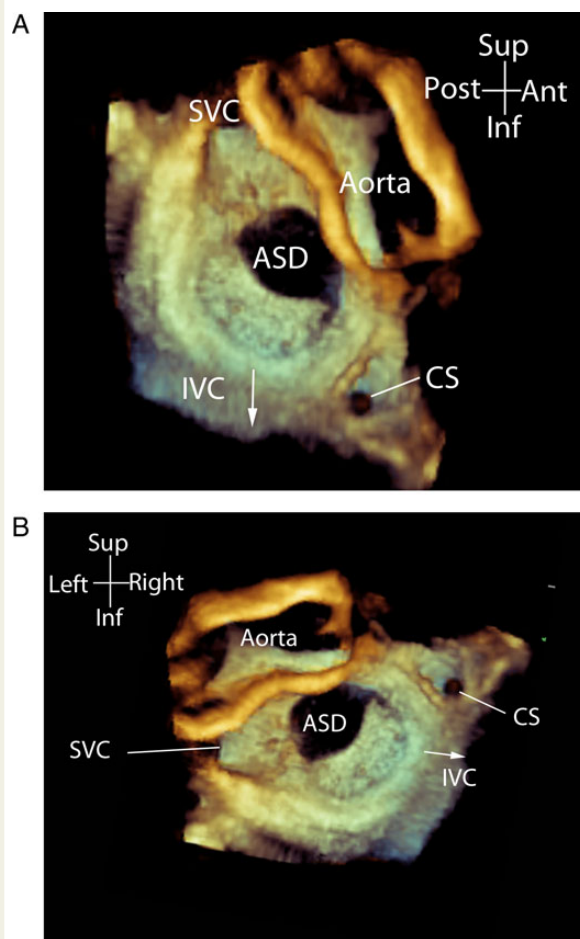 A
Sup
Post Ant
Inf
SVC
Aorta
ASD
IVC
CS
B
Sup
Left Right
Inf
Aorta
ASD
CS
SVC
IVC